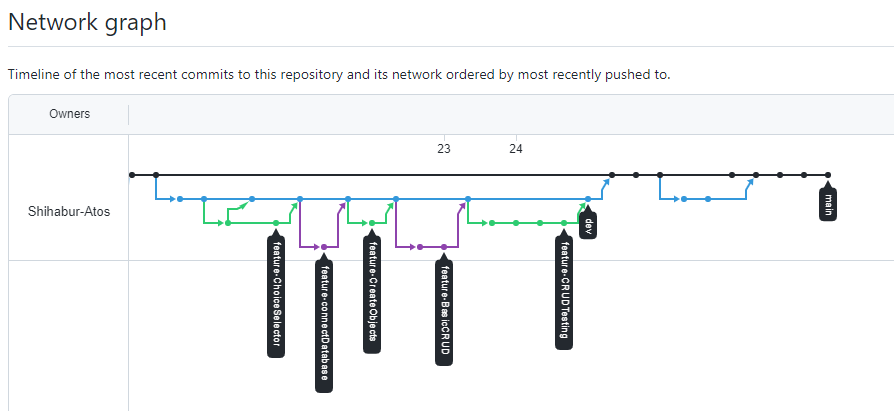 Network graph
Timeline of the most recent commits to this repository and its network ordered by most recently pushed to.
Owners
23
24
Shihabur-Atos
main
dev
feature-ChoiceSelector
feature-connectDatabase
feature-CreateObjects
feature-BasicCRUD
feature-CRUDTesting